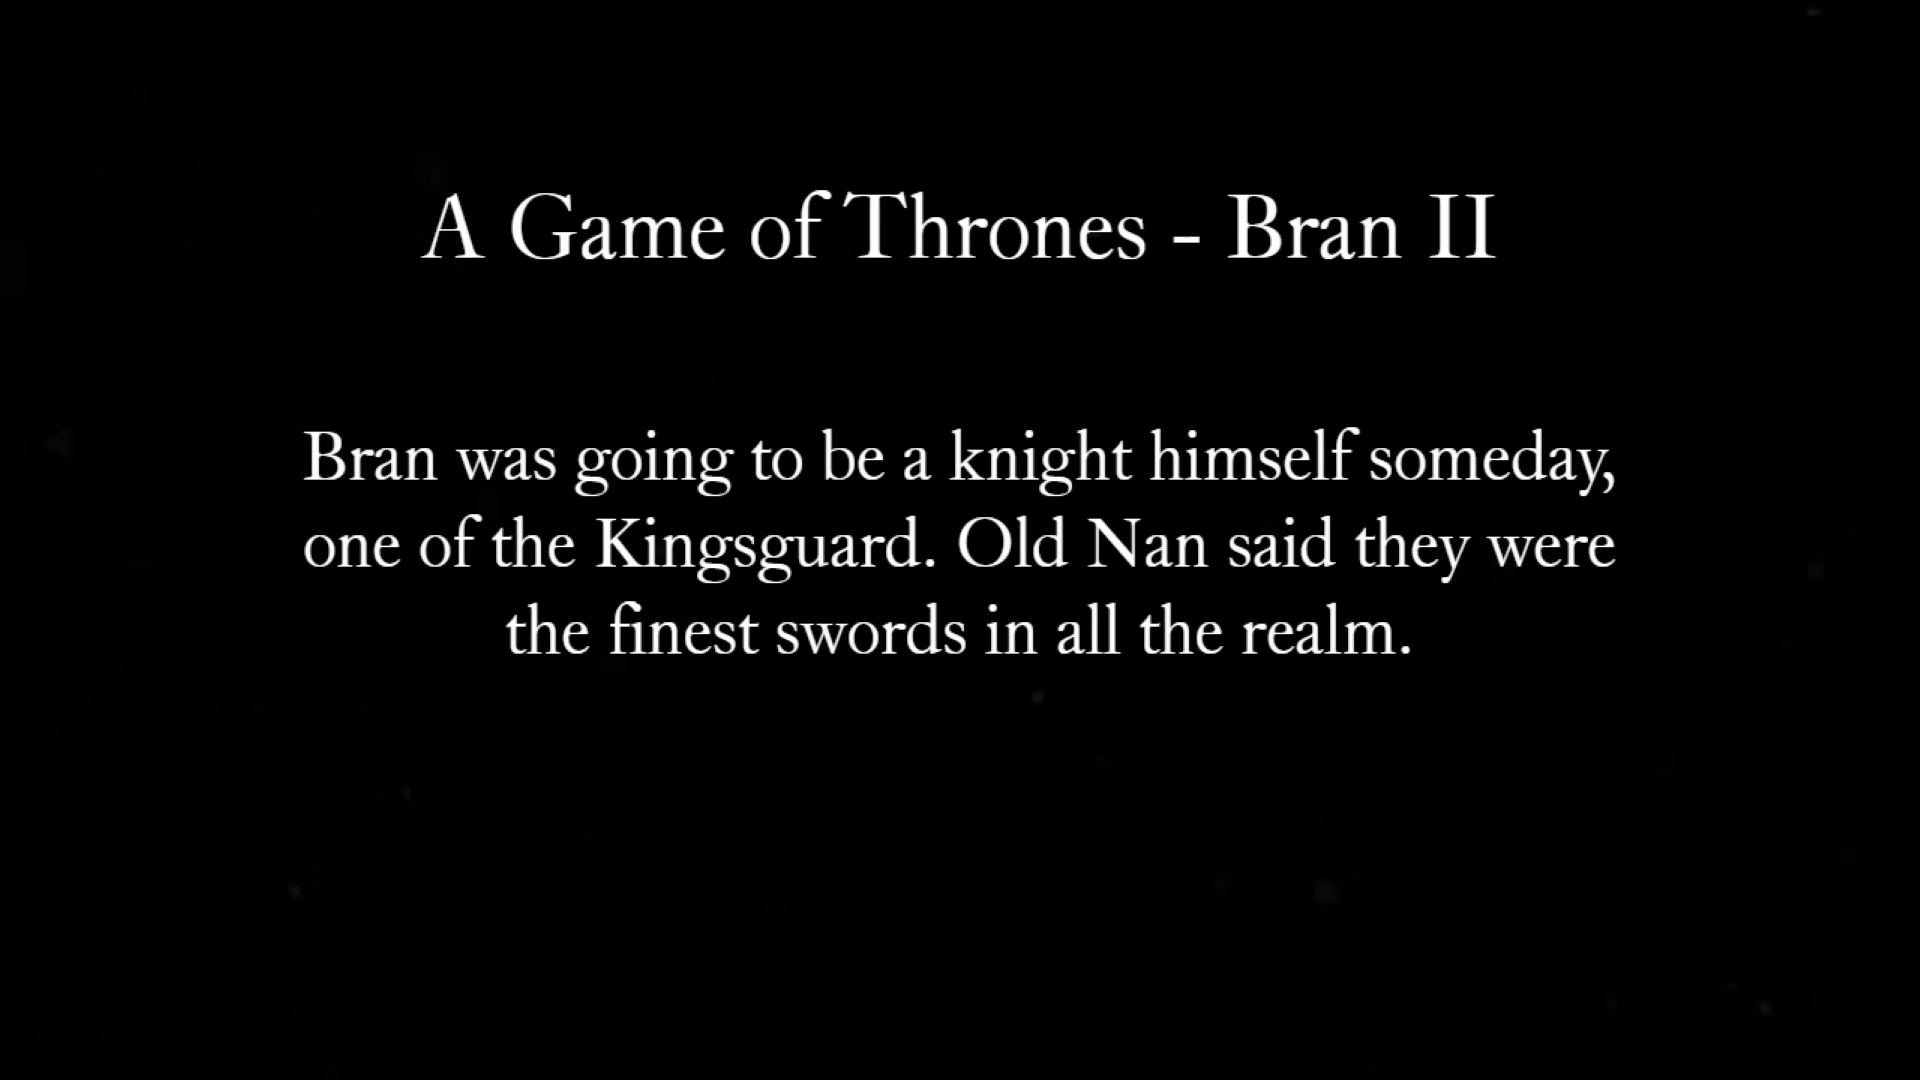 A Game of Thrones - Bran II
Bran was going to be a knight himself someday,
one of the Kingsguard. Old Nan said they were
the finest swords in all the realm.